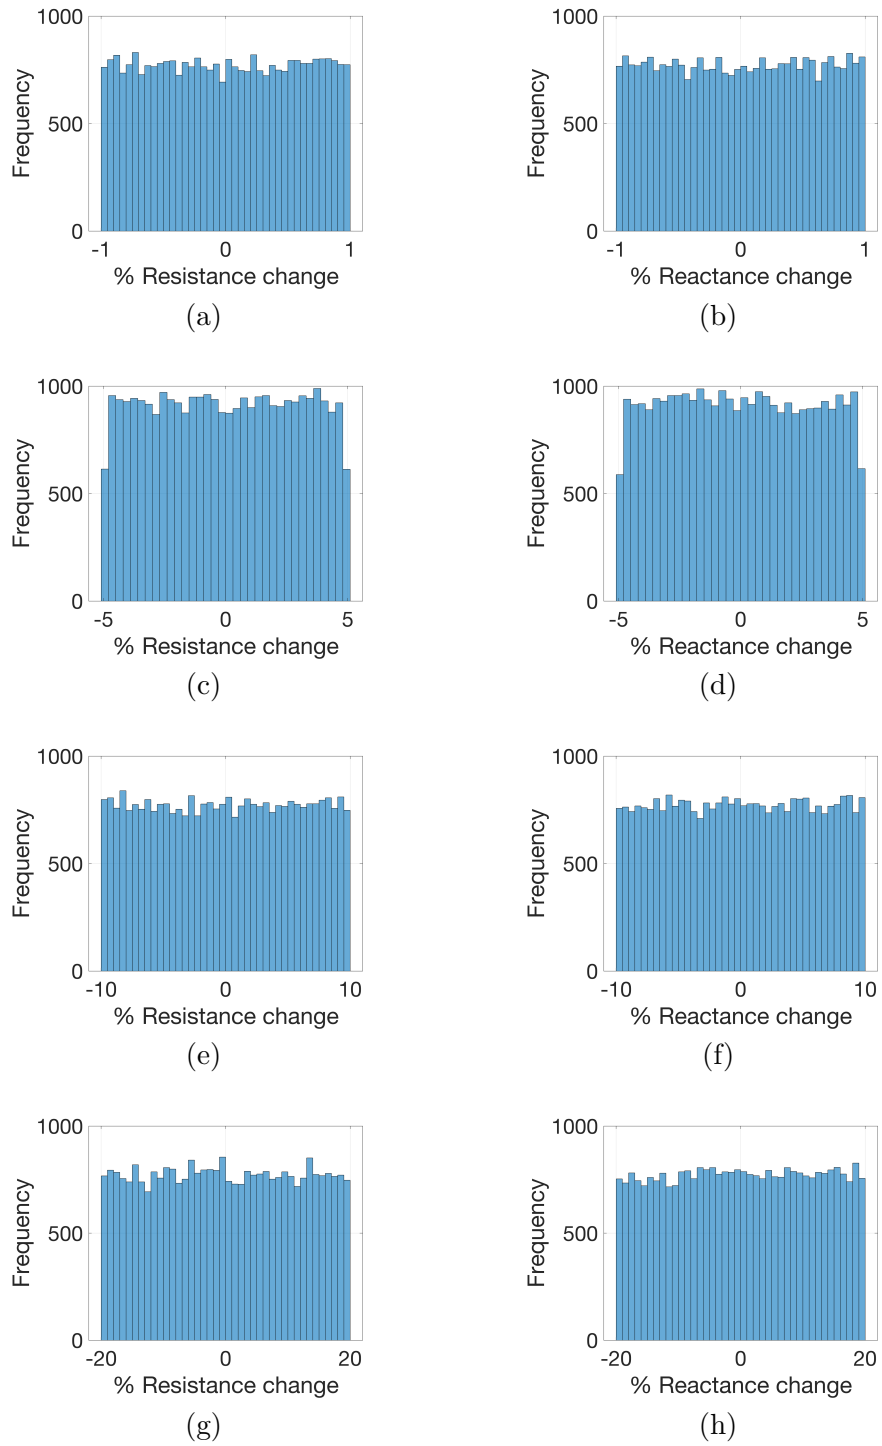 1000 1000
Frequency 500 Frequency 500
0 0
-1 0 1 -1 0 1
% Resistance change % Reactance change
(a) (b)
1000 1000
Frequency 500 Frequency 500
0 0
-5 0 5 -5 0 5
% Resistance change % Reactance change
(c) (d)
1000 1000
Frequency 500 Frequency 500
0 0
-10 0 10 -10 0 10
% Resistance change % Reactance change
(e) (f)
1000 1000
Frequency 500 Frequency 500
0 0
-20 0 20 -20 0 20
% Resistance change % Reactance change
(g) (h)